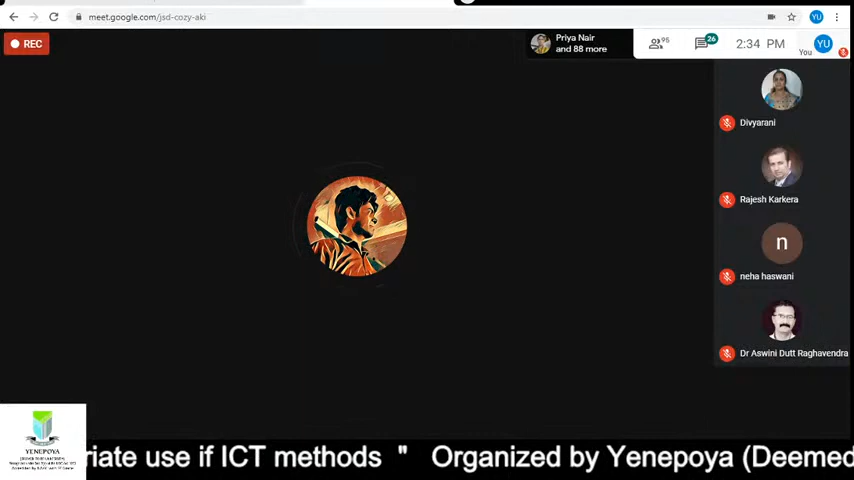 meet.google.com/jsd-cozy-aki
YU
REC
Priya Nair
and 88 more
95
26
2:34 PM
YU
You
Divyarani
Rajesh Karkera
n
neha haswani
Dr Aswini Dutt Raghavendra
YENEPOYA
riate use if ICT methods " Organized by Yenepoya (Deemed